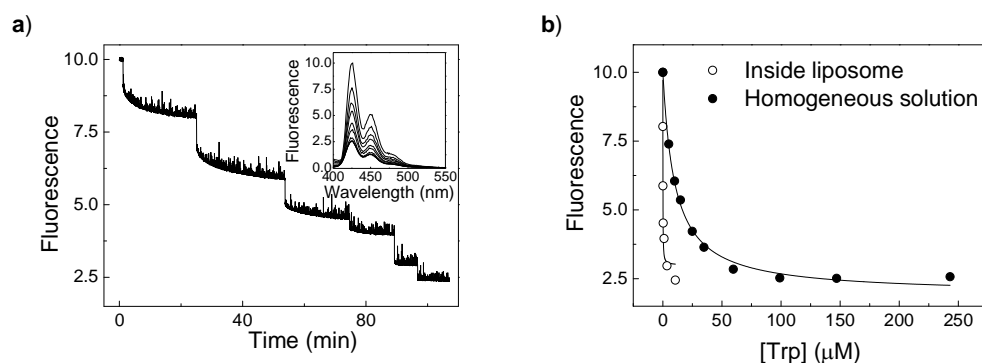 a)
10.0
7.5
5.0
2.5
Fluorescence
0
40
80
Time (min)
10.0
7.5
5.0
2.5
0.0
Fluorescence
400
450
500
550
Wavelength (nm)
b)
10.0
7.5
5.0
2.5
Fluorescence
Inside liposome
Homogeneous solution
0
50
100
150
200
250
[Trp] (μM)